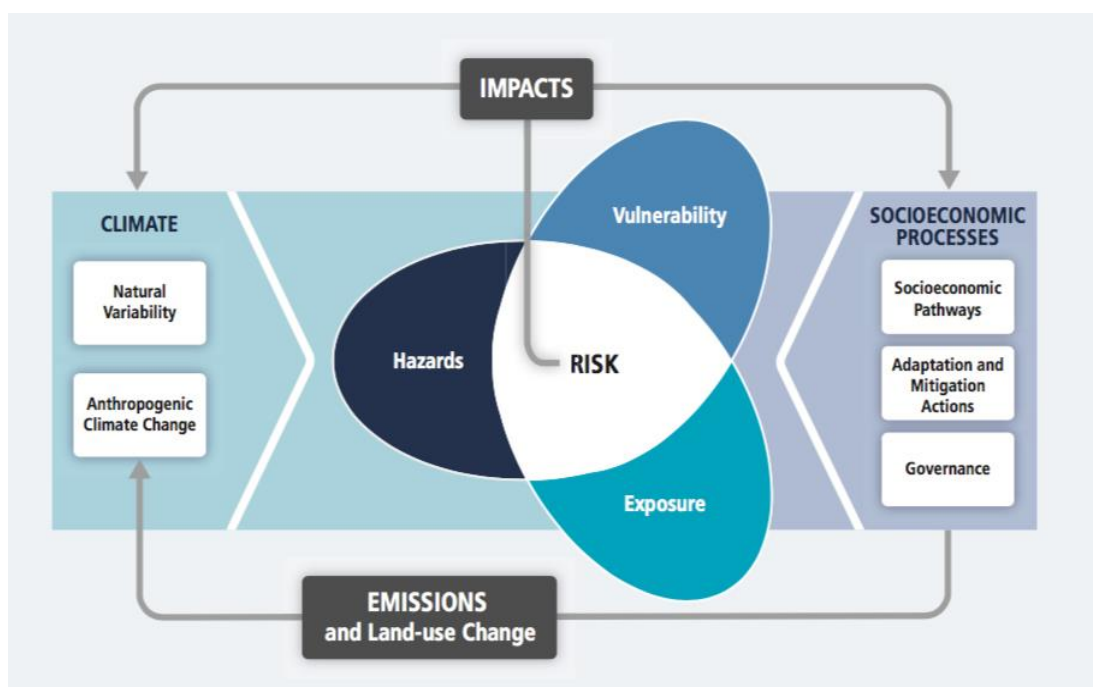 IMPACTS
CLIMATE
Natural
Variability
Anthropogenic
Climate Change
Vulnerability
Hazards
RISK
Exposure
SOCIOECONOMIC
PROCESSES
Socioeconomic
Pathways
Adaptation and
Mitigation
Actions
Governance
EMISSIONS
and Land-use Change